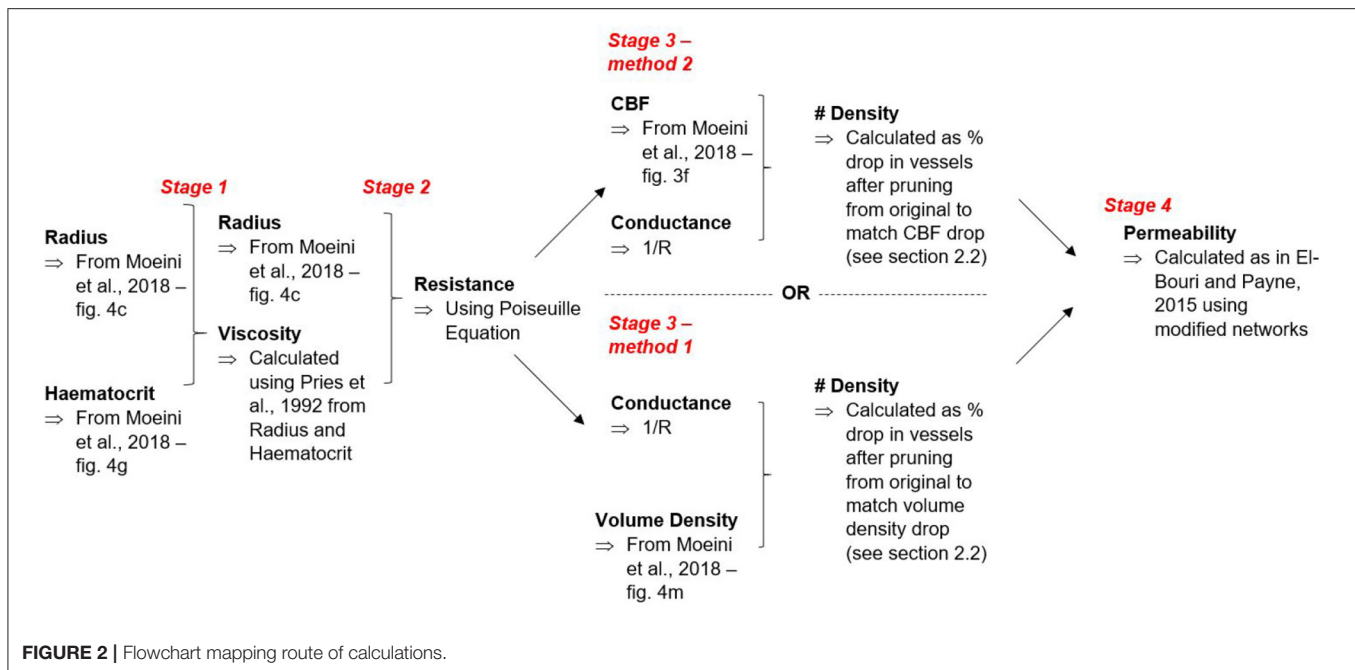 Stage 1
Radius
⇒ From Moeini
et al., 2018 –
fig. 4c
Haematocrit
⇒ From Moeini
et al., 2018 –
fig. 4g
Stage 2
Radius
⇒ From Moeini
et al., 2018 –
fig. 4c
Viscosity
⇒ Calculated
using Pries et
al., 1992 from
Radius and
Haematocrit
Resistance
⇒ Using Poiseuille
Equation
Stage 3 –
method 2
CBF
⇒ From Moeini
et al., 2018 –
fig. 3f
Conductance
⇒ 1/R
# Density
⇒ Calculated as %
drop in vessels
after pruning
from original to
match CBF drop
(see section 2.2)
OR
Stage 3 –
method 1
Conductance
⇒ 1/R
Volume Density
⇒ From Moeini
et al., 2018 –
fig. 4m
# Density
⇒ Calculated as %
drop in vessels
after pruning
from original to
match volume
density drop
(see section 2.2)
Stage 4
Permeability
⇒ Calculated as in El-
Bouri and Payne,
2015 using
modified networks
FIGURE 2 | Flowchart mapping route of calculations.